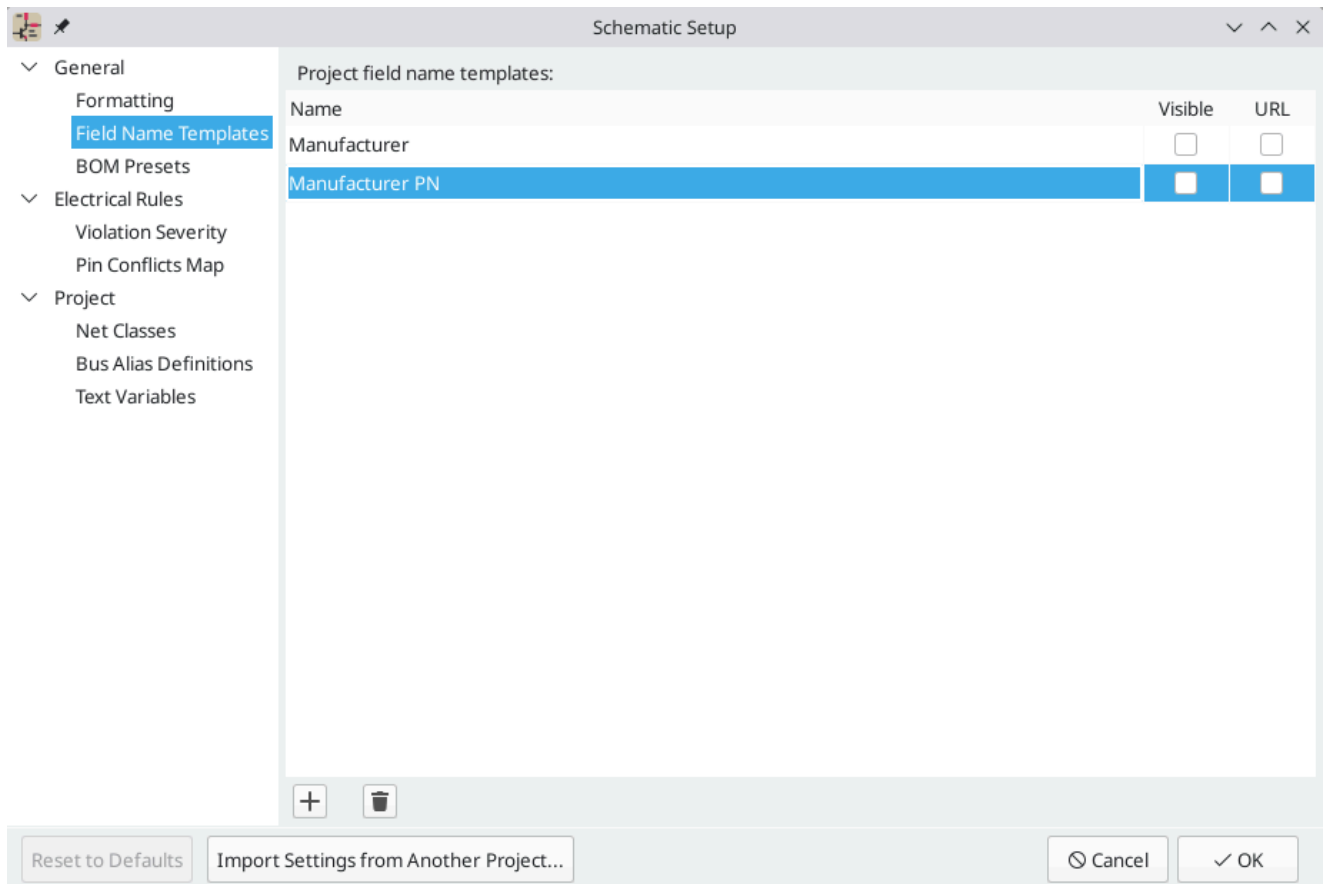 Schematic Setup
General
Formatting
Field Name Templates
BOM Presets
Electrical Rules
Violation Severity
Pin Conflicts Map
Project
Net Classes
Bus Alias Definitions
Text Variables
Project field name templates:
Name Visible URL
Manufacturer
Manufacturer PN
Reset to Defaults Import Settings from Another Project... Cancel OK